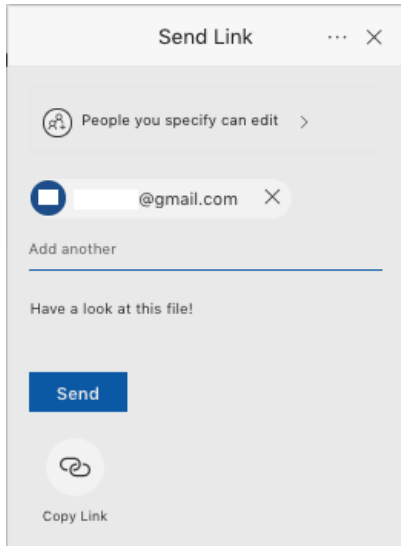 Send Link
People you specify can edit
@gmail.com
Add another
Have a look at this file!
Send
Copy Link